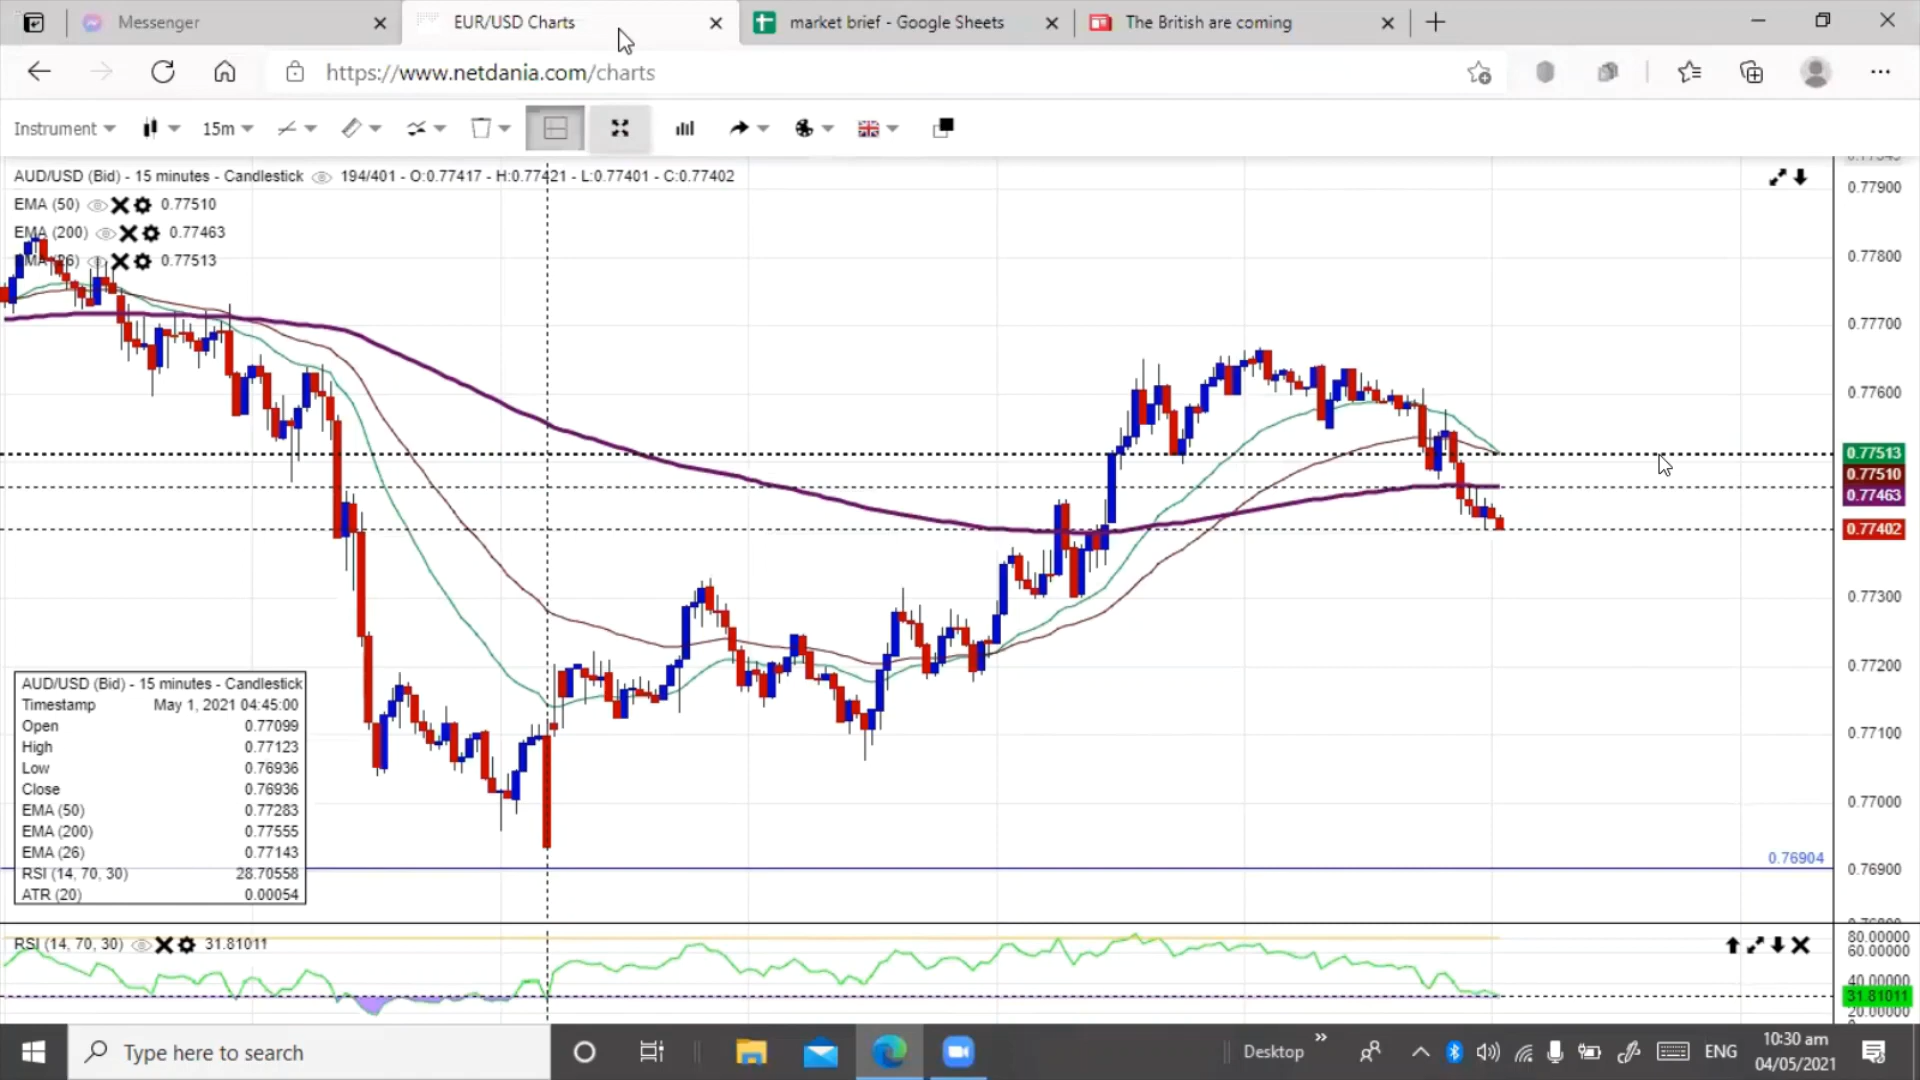 Messenger
EUR/USD Charts
market brief - Google Sheets
The British are coming
https://www.netdania.com/charts
Instrument
15m
AUD/USD (Bid) - 15 minutes - Candlestick
194/401 - O:0.77417 - H:0.77421 - L:0.77401 - C:0.77402
EMA (50) 0.77510
EMA (200) 0.77463
EMA (26) 0.77513
0.77900
0.77800
0.77700
0.77600
0.77513
0.77510
0.77463
0.77402
0.77300
0.77200
0.77100
0.77000
0.76904
0.76900
AUD/USD (Bid) - 15 minutes - Candlestick
Timestamp May 1, 2021 04:45:00
Open 0.77099
High 0.77123
Low 0.76936
Close 0.76936
EMA (50) 0.77283
EMA (200) 0.77555
EMA (26) 0.77143
RSI (14, 70, 30) 28.70558
ATR (20) 0.00054
RSI (14, 70, 30) 31.81011
80.00000
60.00000
40.00000
31.81011
20.00000
Type here to search
Desktop
ENG
10:30 am
04/05/2021